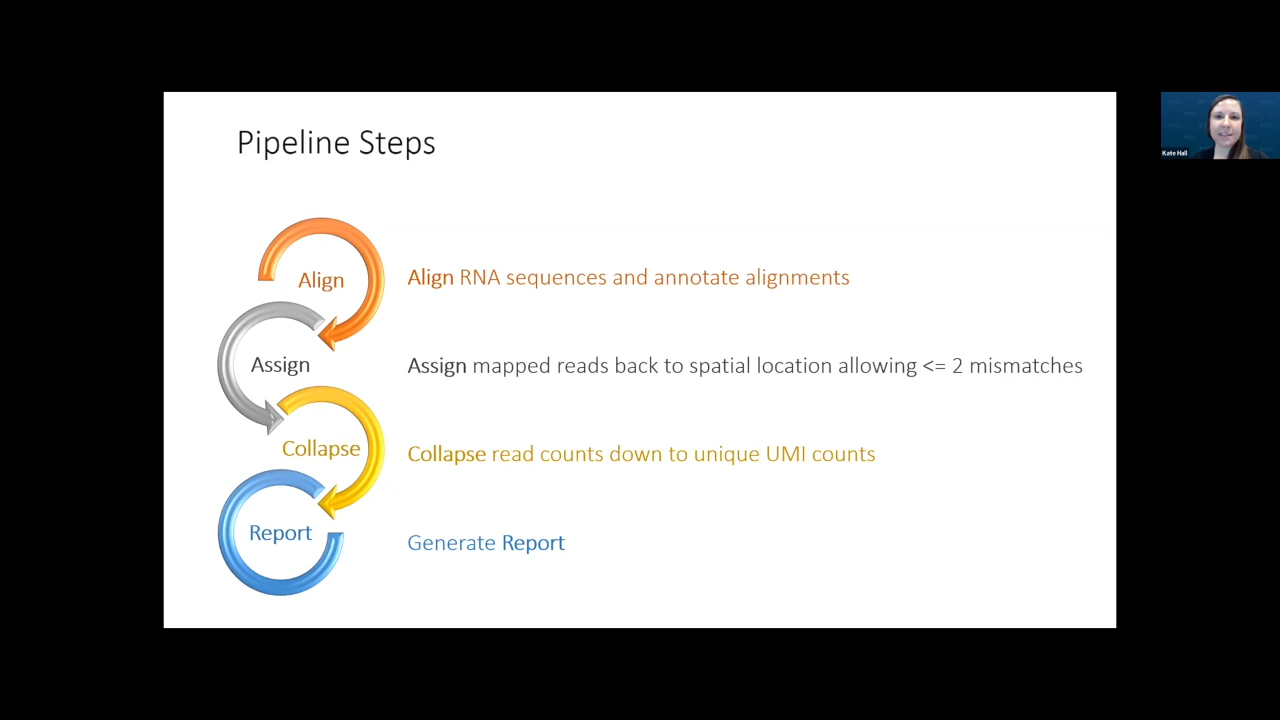 Pipeline Steps
Kate Hall
Align
Align RNA sequences and annotate alignments
Assign
Assign mapped reads back to spatial location allowing <= 2 mismatches
Collapse
Collapse read counts down to unique UMI counts
Report
Generate Report